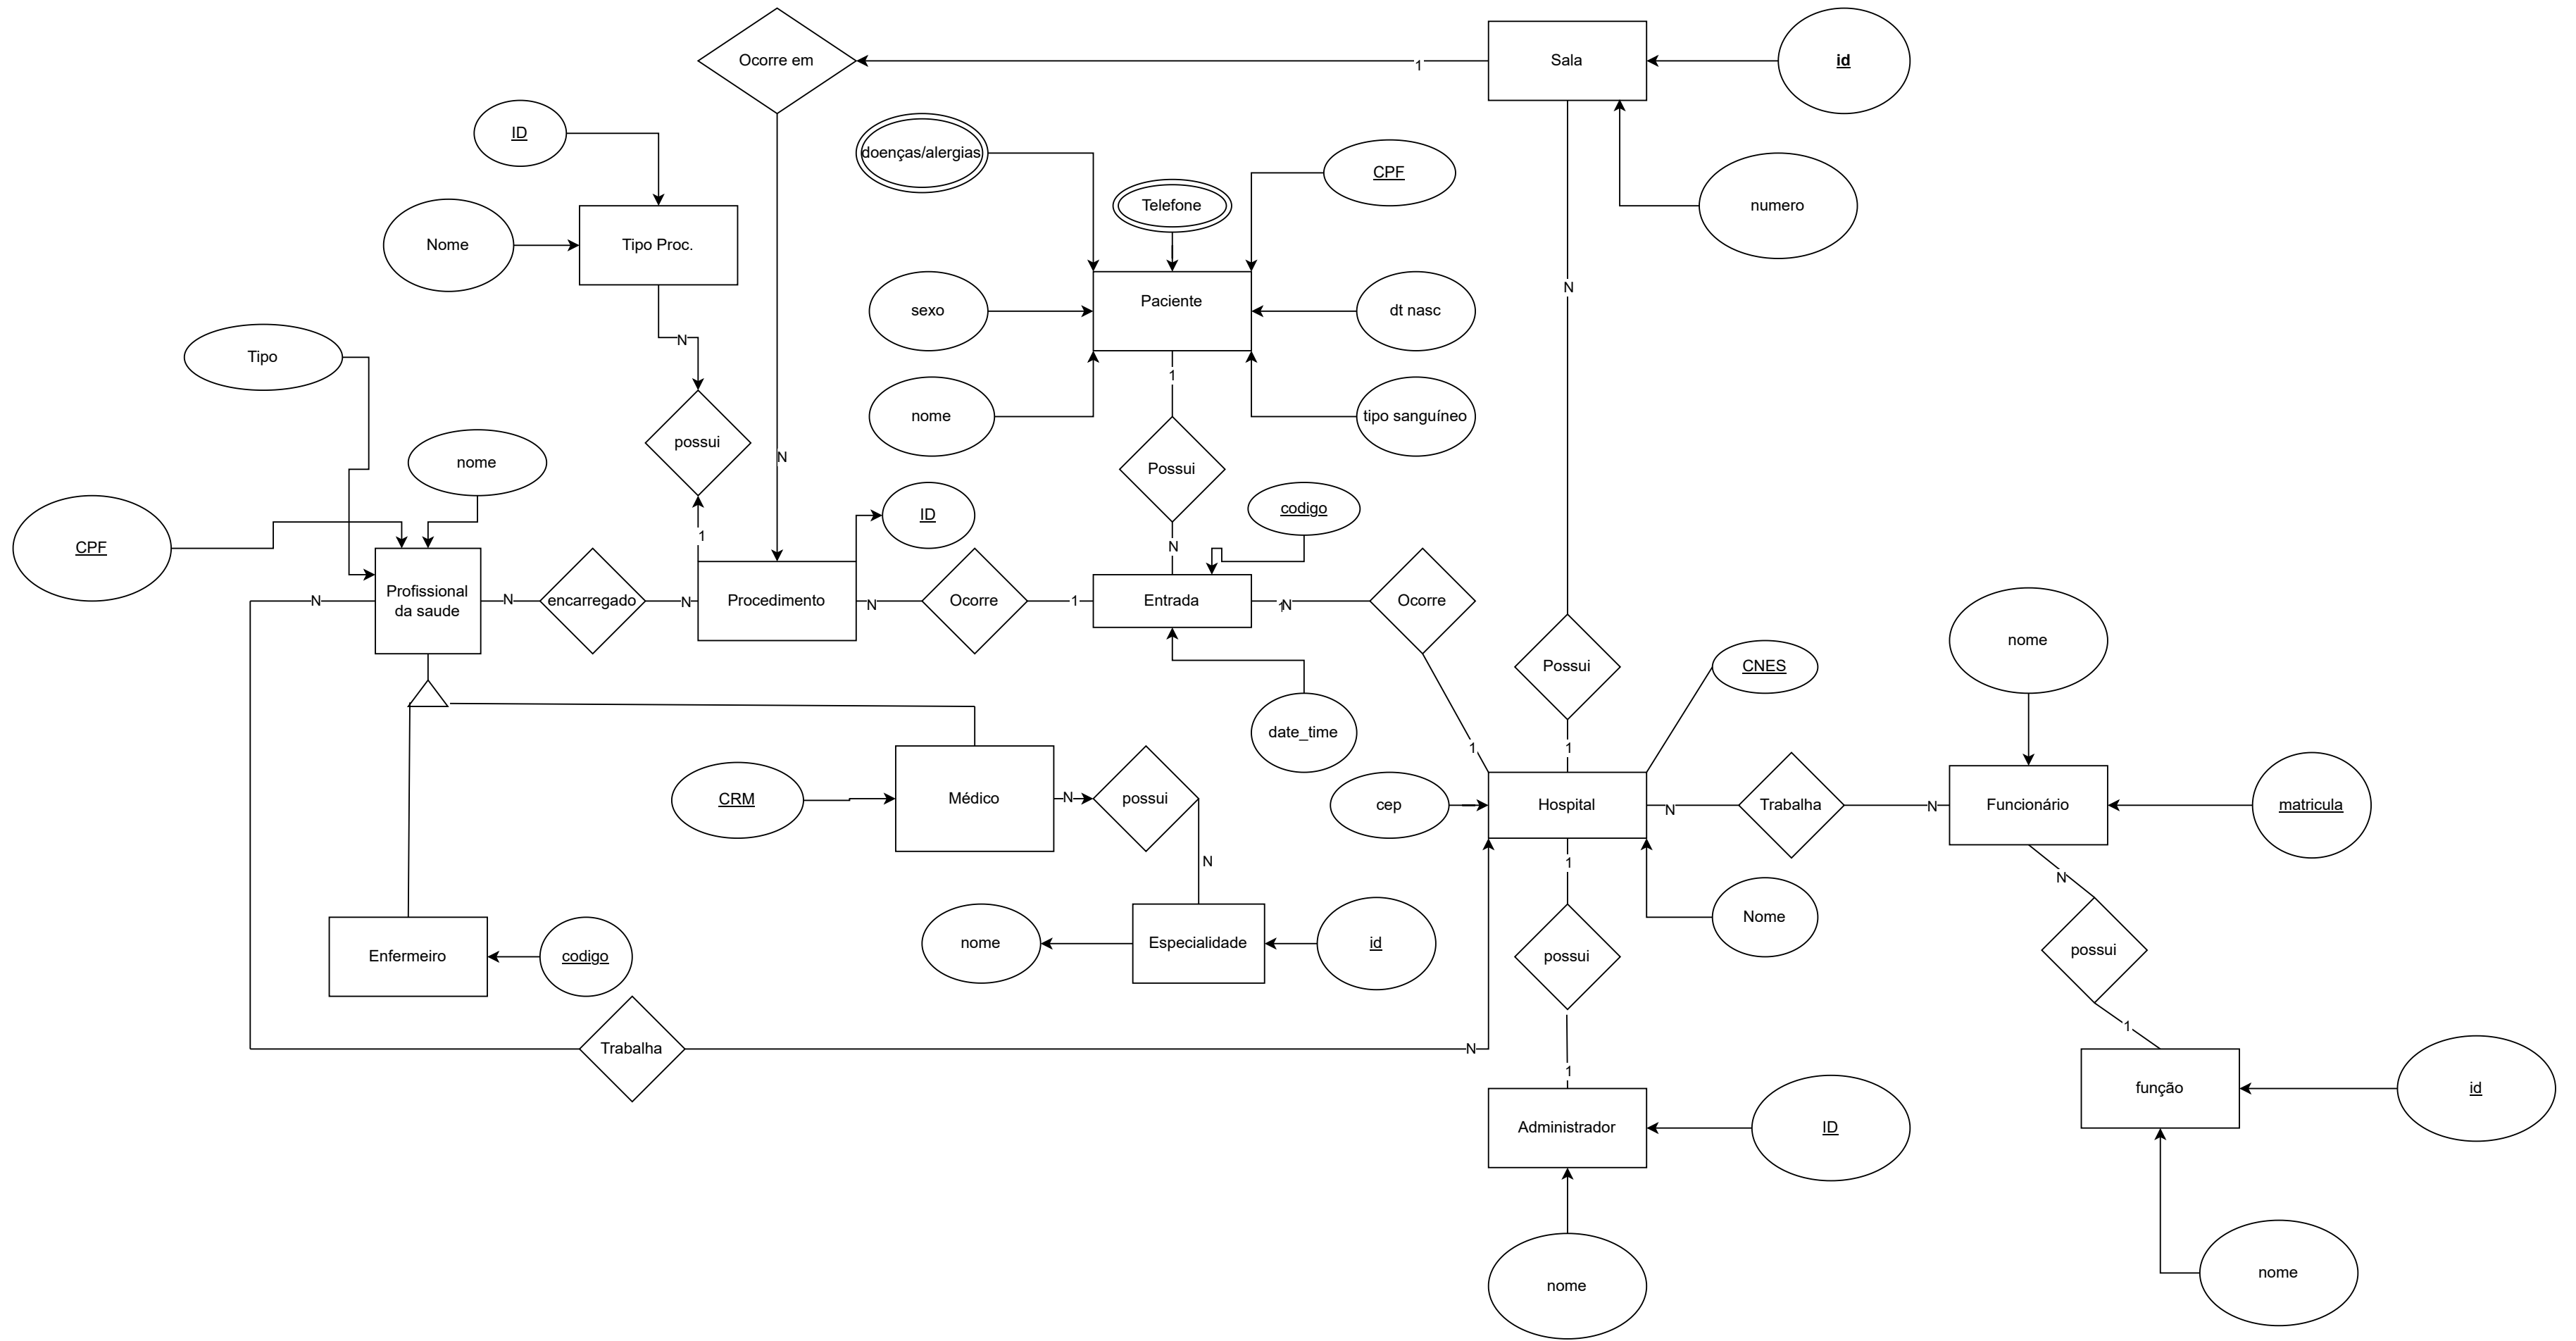 Ocorre em
1
Sala
id
ID
doenças/alergias
CPF
Telefone
numero
Nome
Tipo Proc.
N
Paciente
sexo
dt nasc
N
Tipo
1
nome
tipo sanguíneo
possui
N
nome
Possui
CPF
ID
codigo
1
N
Profissional
da saude
N
N
encarregado
N
Procedimento
N
Ocorre
1
Entrada
1
N
Ocorre
nome
Possui
CNES
date_time
1
1
CRM
Médico
N
possui
cep
Hospital
N
Trabalha
N
Funcionário
matricula
N
1
N
Nome
Enfermeiro
codigo
nome
Especialidade
id
possui
possui
Trabalha
N
1
1
Administrador
ID
função
id
nome
nome